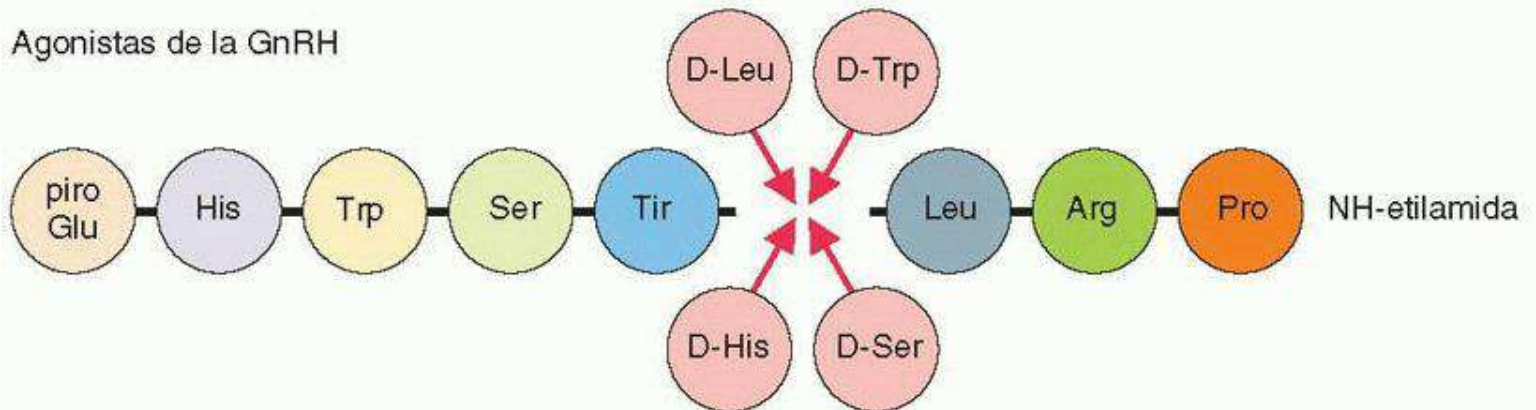 Agonistas de la GnRH
D-Leu D-Trp
piro
Glu His Trp Ser Tir Leu Arg Pro NH-etilamida
D-His D-Ser